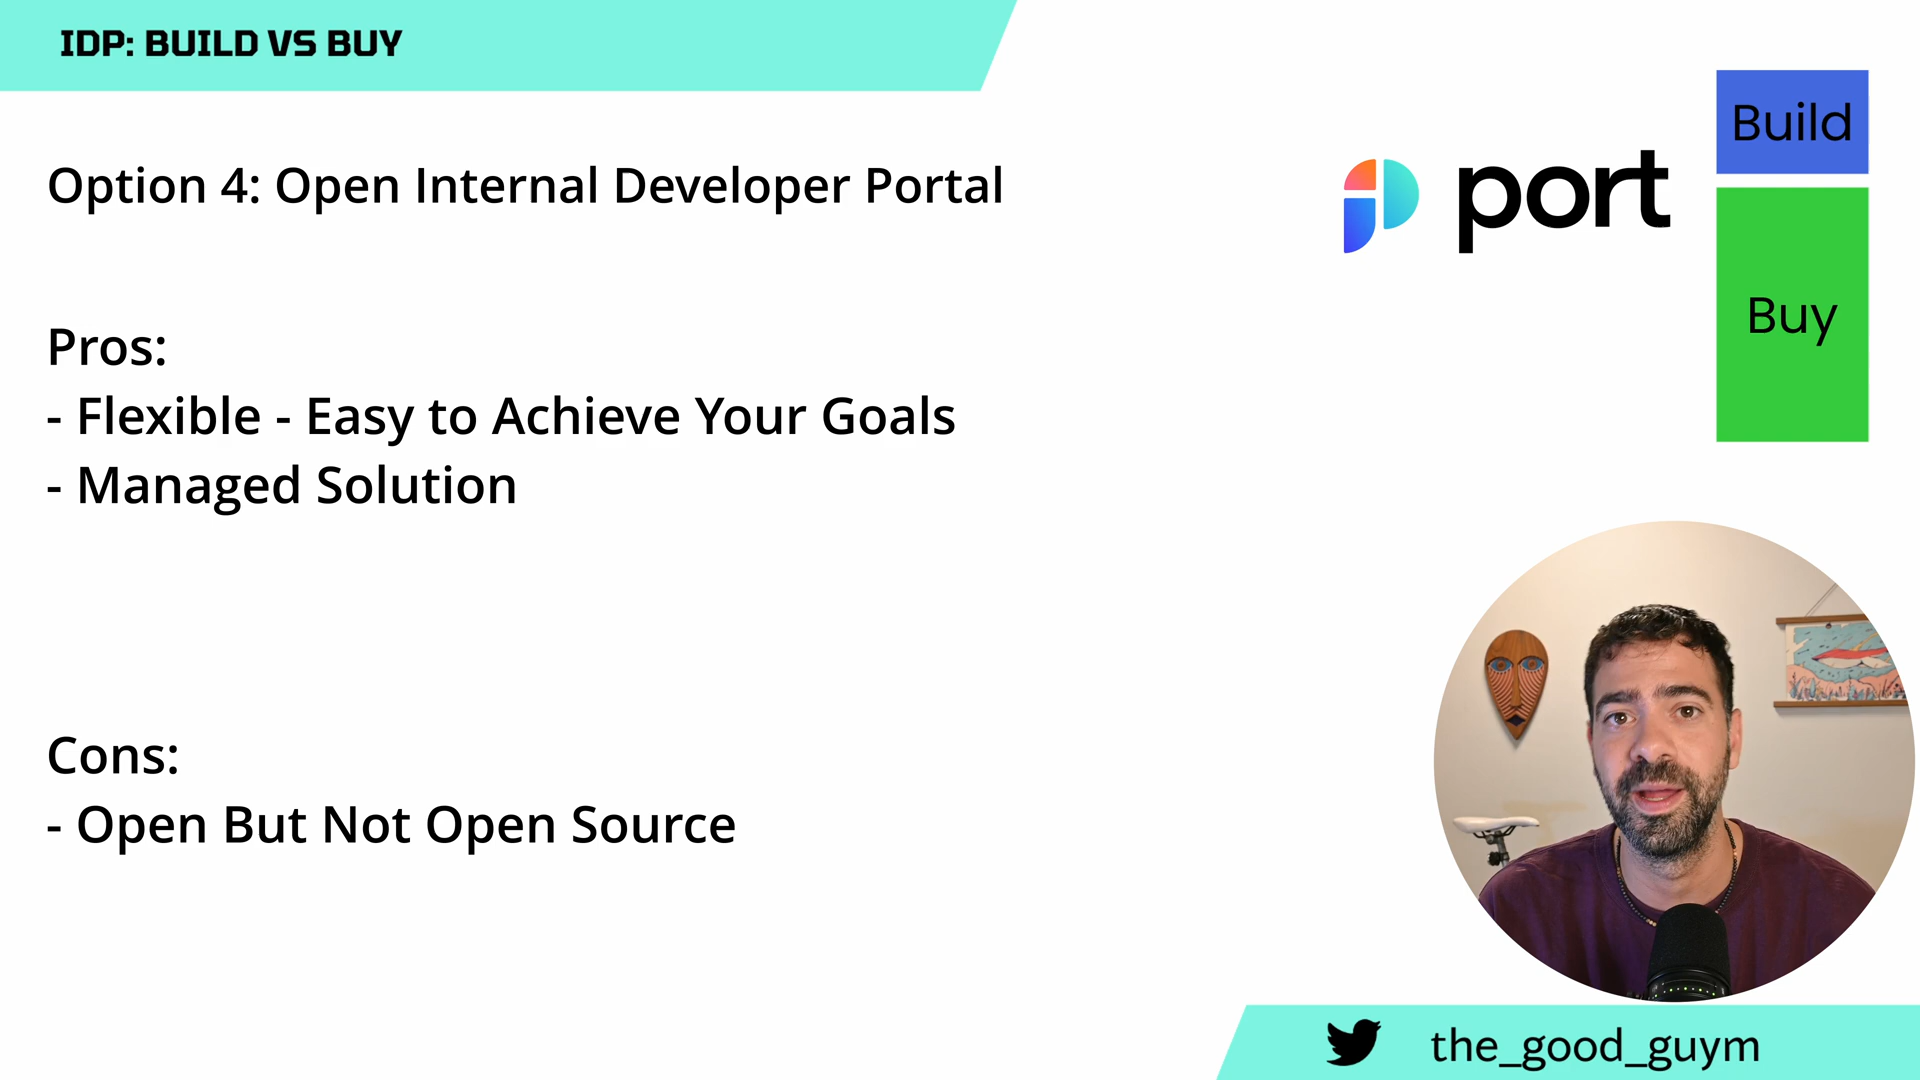 IDP: BUILD VS BUY
Option 4: Open Internal Developer Portal
port
Build
Buy
Pros:
- Flexible - Easy to Achieve Your Goals
- Managed Solution
Cons:
- Open But Not Open Source
the_good_guym